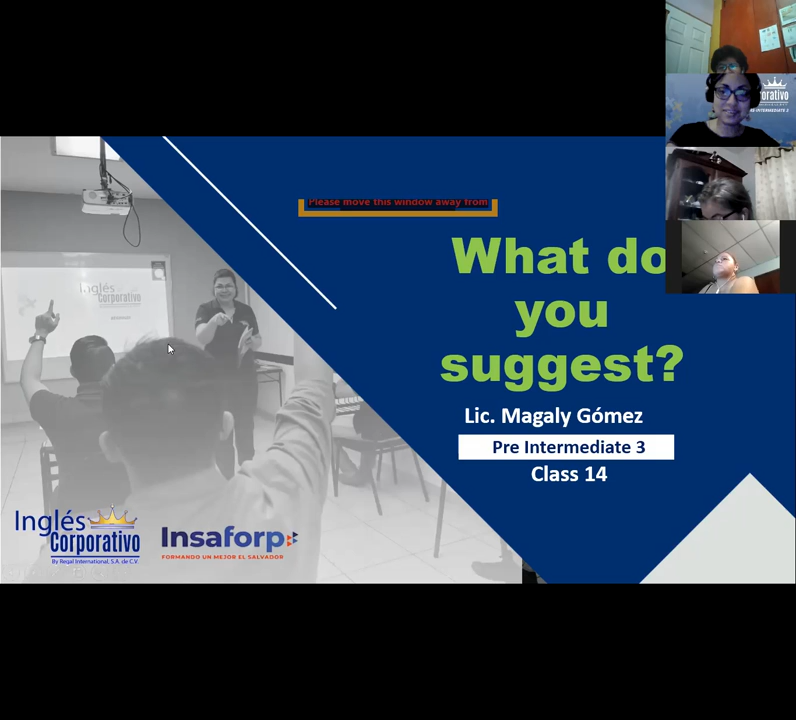 Please move this window away from
What do
you
suggest?
Lic. Magaly Gómez
Pre Intermediate 3
Class 14
Inglés
Corporativo
By Regal International, S.A. de C.V.
Insaforp
FORMANDO UN MEJOR EL SALVADOR
Inglés
corporativo
orativo